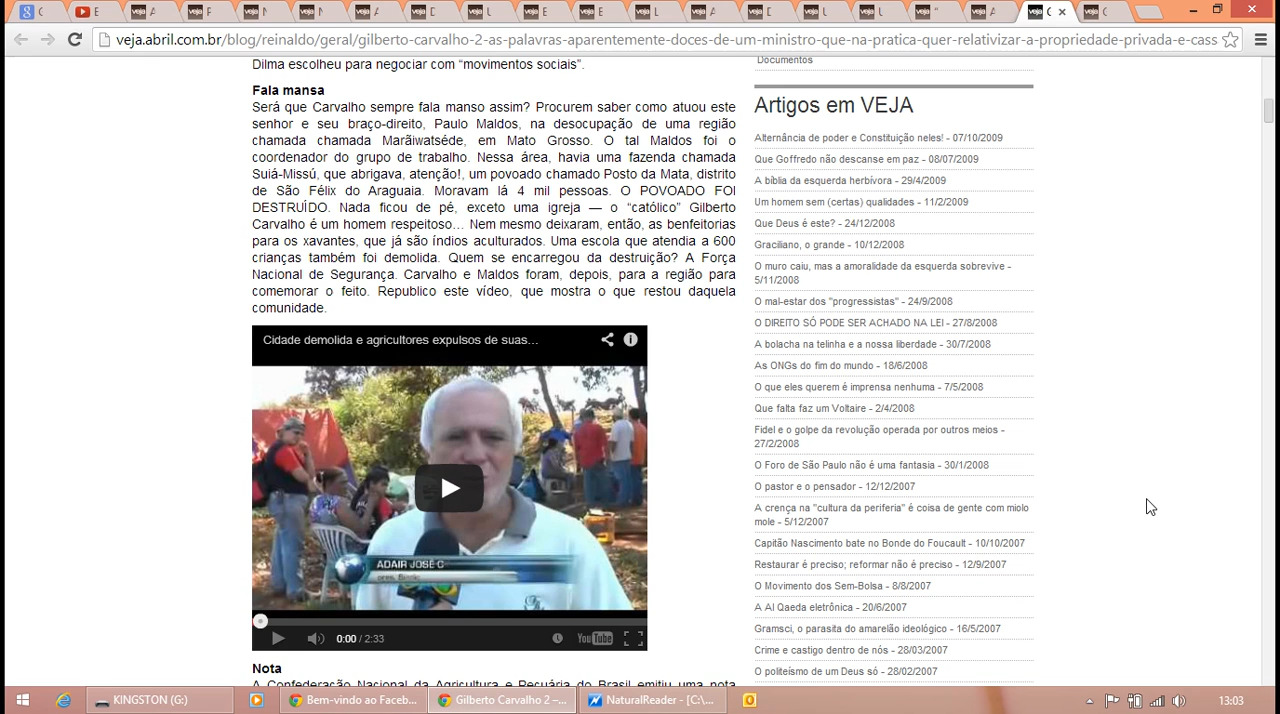 veja.abril.com.br/blog/reinaldo/geral/gilberto-carvalho-2-as-palavras-aparentemente-doces-de-um-ministro-que-na-pratica-quer-relativizar-a-propriedade-privada-e-cass
Dilma escolheu para negociar com “movimentos sociais”.
Fala mansa
Será que Carvalho sempre fala manso assim? Procurem saber como atuou este
senhor e seu braço-direito, Paulo Maldos, na desocupação de uma região
chamada chamada Marãiwatséde, em Mato Grosso. O tal Maldos foi o
coordenador do grupo de trabalho. Nessa área, havia uma fazenda chamada
Suiá-Missú, que abrigava, atenção!, um povoado chamado Posto da Mata, distrito
de São Félix do Araguaia. Moravam lá 4 mil pessoas. O POVOADO FOI
DESTRUÍDO. Nada ficou de pé, exceto uma igreja — o “católico” Gilberto
Carvalho é um homem respeitoso… Nem mesmo deixaram, então, as benfeitorias
para os xavantes, que já são índios aculturados. Uma escola que atendia a 600
crianças também foi demolida. Quem se encarregou da destruição? A Força
Nacional de Segurança. Carvalho e Maldos foram, depois, para a região para
comemorar o feito. Republico este vídeo, que mostra o que restou daquela
comunidade.
Cidade demolida e agricultores expulsos de suas...
ADAIR JOSÉ C
0:00 / 2:33
YouTube
Nota
A Confederação Nacional da Agricultura e Pecuária do Brasil emitiu uma nota
Documentos
Artigos em VEJA
Alternância de poder e Constituição neles! - 07/10/2009
Que Goffredo não descanse em paz - 08/07/2009
A bíblia da esquerda herbívora - 29/4/2009
Um homem sem (certas) qualidades - 11/2/2009
Que Deus é este? - 24/12/2008
Graciliano, o grande - 10/12/2008
O muro caiu, mas a amoralidade da esquerda sobrevive -
5/11/2008
O mal-estar dos "progressistas" - 24/9/2008
O DIREITO SÓ PODE SER ACHADO NA LEI - 27/8/2008
A bolacha na telinha e a nossa liberdade - 30/7/2008
As ONGs do fim do mundo - 18/6/2008
O que eles querem é imprensa nenhuma - 7/5/2008
Que falta faz um Voltaire - 2/4/2008
Fidel e o golpe da revolução operada por outros meios -
27/2/2008
O Foro de São Paulo não é uma fantasia - 30/1/2008
O pastor e o pensador - 12/12/2007
A crença na "cultura da periferia" é coisa de gente com miolo
mole - 5/12/2007
Capitão Nascimento bate no Bonde do Foucault - 10/10/2007
Restaurar é preciso; reformar não é preciso - 12/9/2007
O Movimento dos Sem-Bolsa - 8/8/2007
A Al Qaeda eletrônica - 20/6/2007
Gramsci, o parasita do amarelão ideológico - 16/5/2007
Crime e castigo dentro de nós - 28/03/2007
O politeísmo de um Deus só - 28/02/2007
KINGSTON (G:)
Bem-vindo ao Faceb...
Gilberto Carvalho 2 –...
NaturalReader - [C:\...
13:03